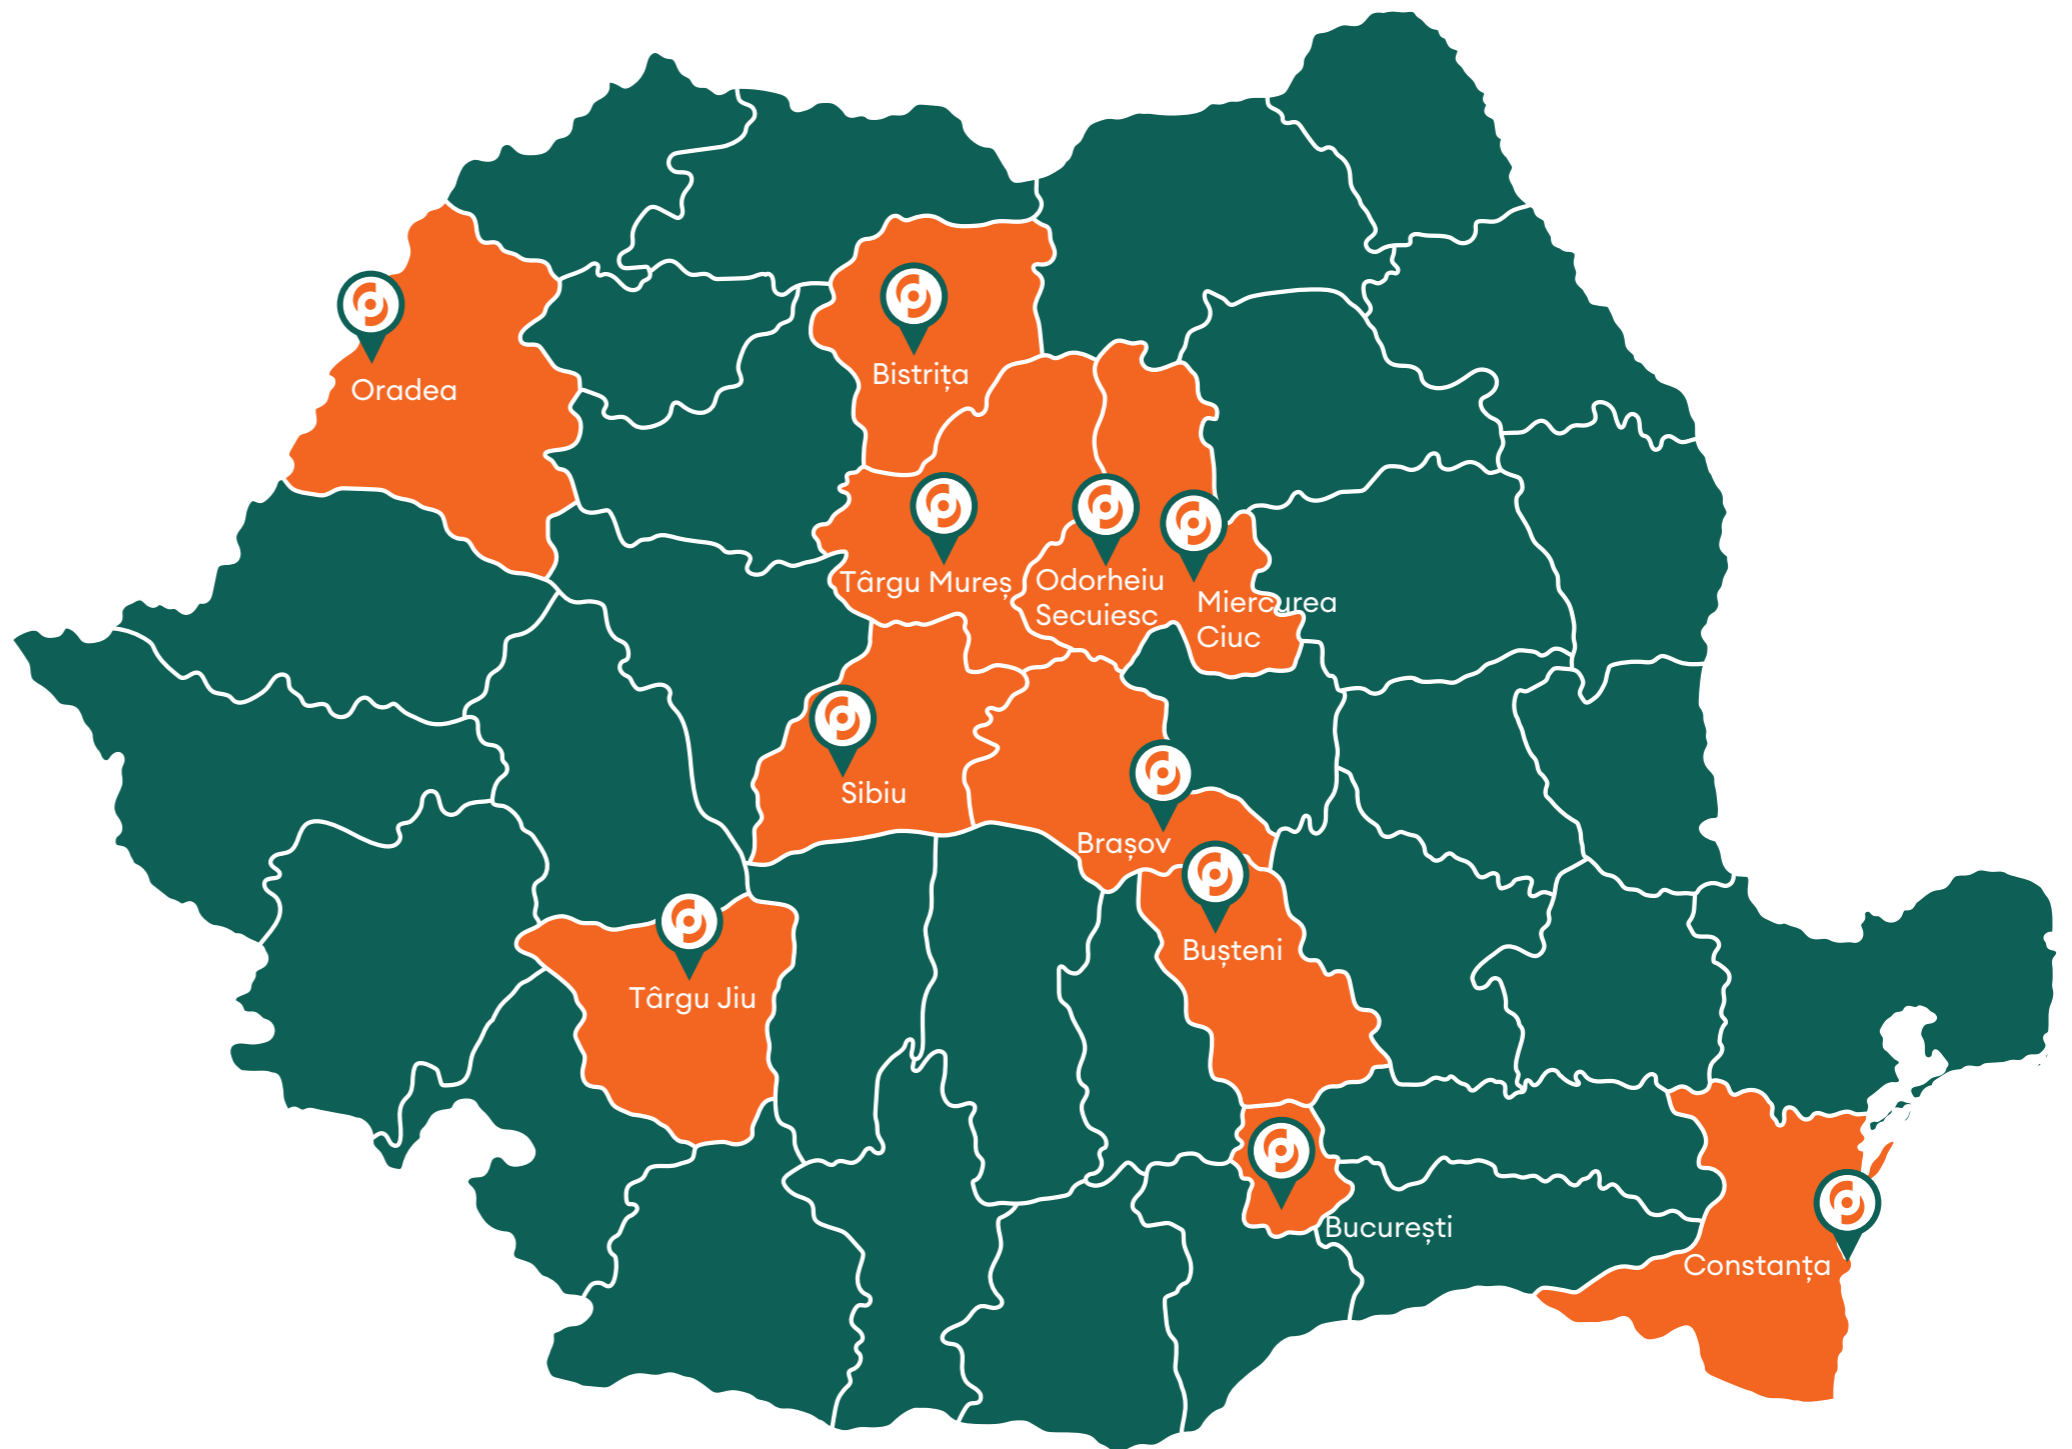 Bistrița
Oradea
Târgu Mureș
Odorheiu
Secuiesc
Miercurea
Ciuc
Sibiu
Brașov
Bușteni
Târgu Jiu
București
Constanța